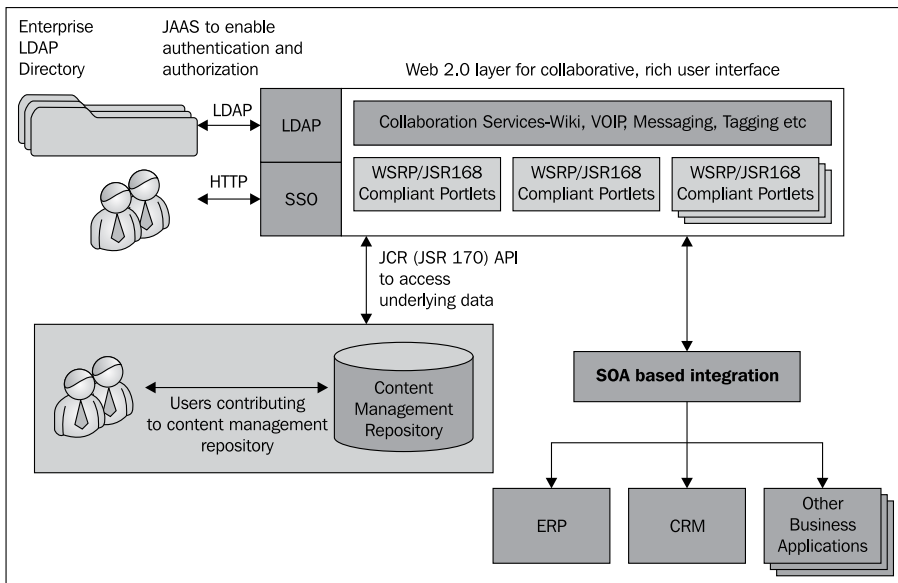 Enterprise
LDAP
Directory
JAAS to enable
authentication and
authorization
Web 2.0 layer for collaborative, rich user interface
LDAP
LDAP
Collaboration Services-Wiki, VOIP, Messaging, Tagging etc
HTTP
SSO
WSRP/JSR168
Compliant Portlets
WSRP/JSR168
Compliant Portlets
WSRP/JSR168
Compliant Portlets
JCR (JSR 170) API
to access
underlying data
Users contributing
to content management
repository
Content
Management
Repository
SOA based integration
ERP
CRM
Other
Business
Applications